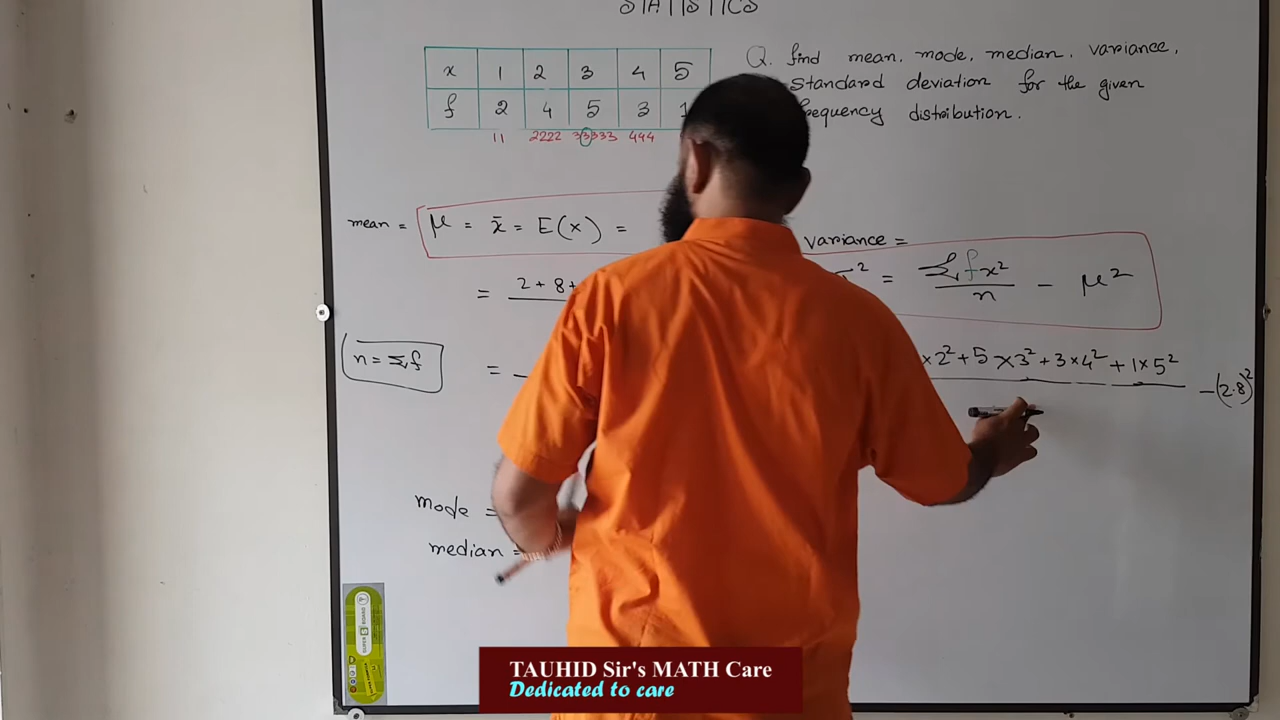 STATISTICS
x 1 2 3 4 5
f 2 4 5 3 1
11 2222 33333 444
Q. find mean, mode, median, variance,
standard deviation for the given
frequency distribution.
mean = μ = x̄ = E(x) =
= 2 + 8 +
n = Σf
=
mode =
median =
variance =
σ² = Σfx² / n - μ²
×2² + 5×3² + 3×4² + 1×5² - (2.8)²
TAUHID Sir's MATH Care
Dedicated to care